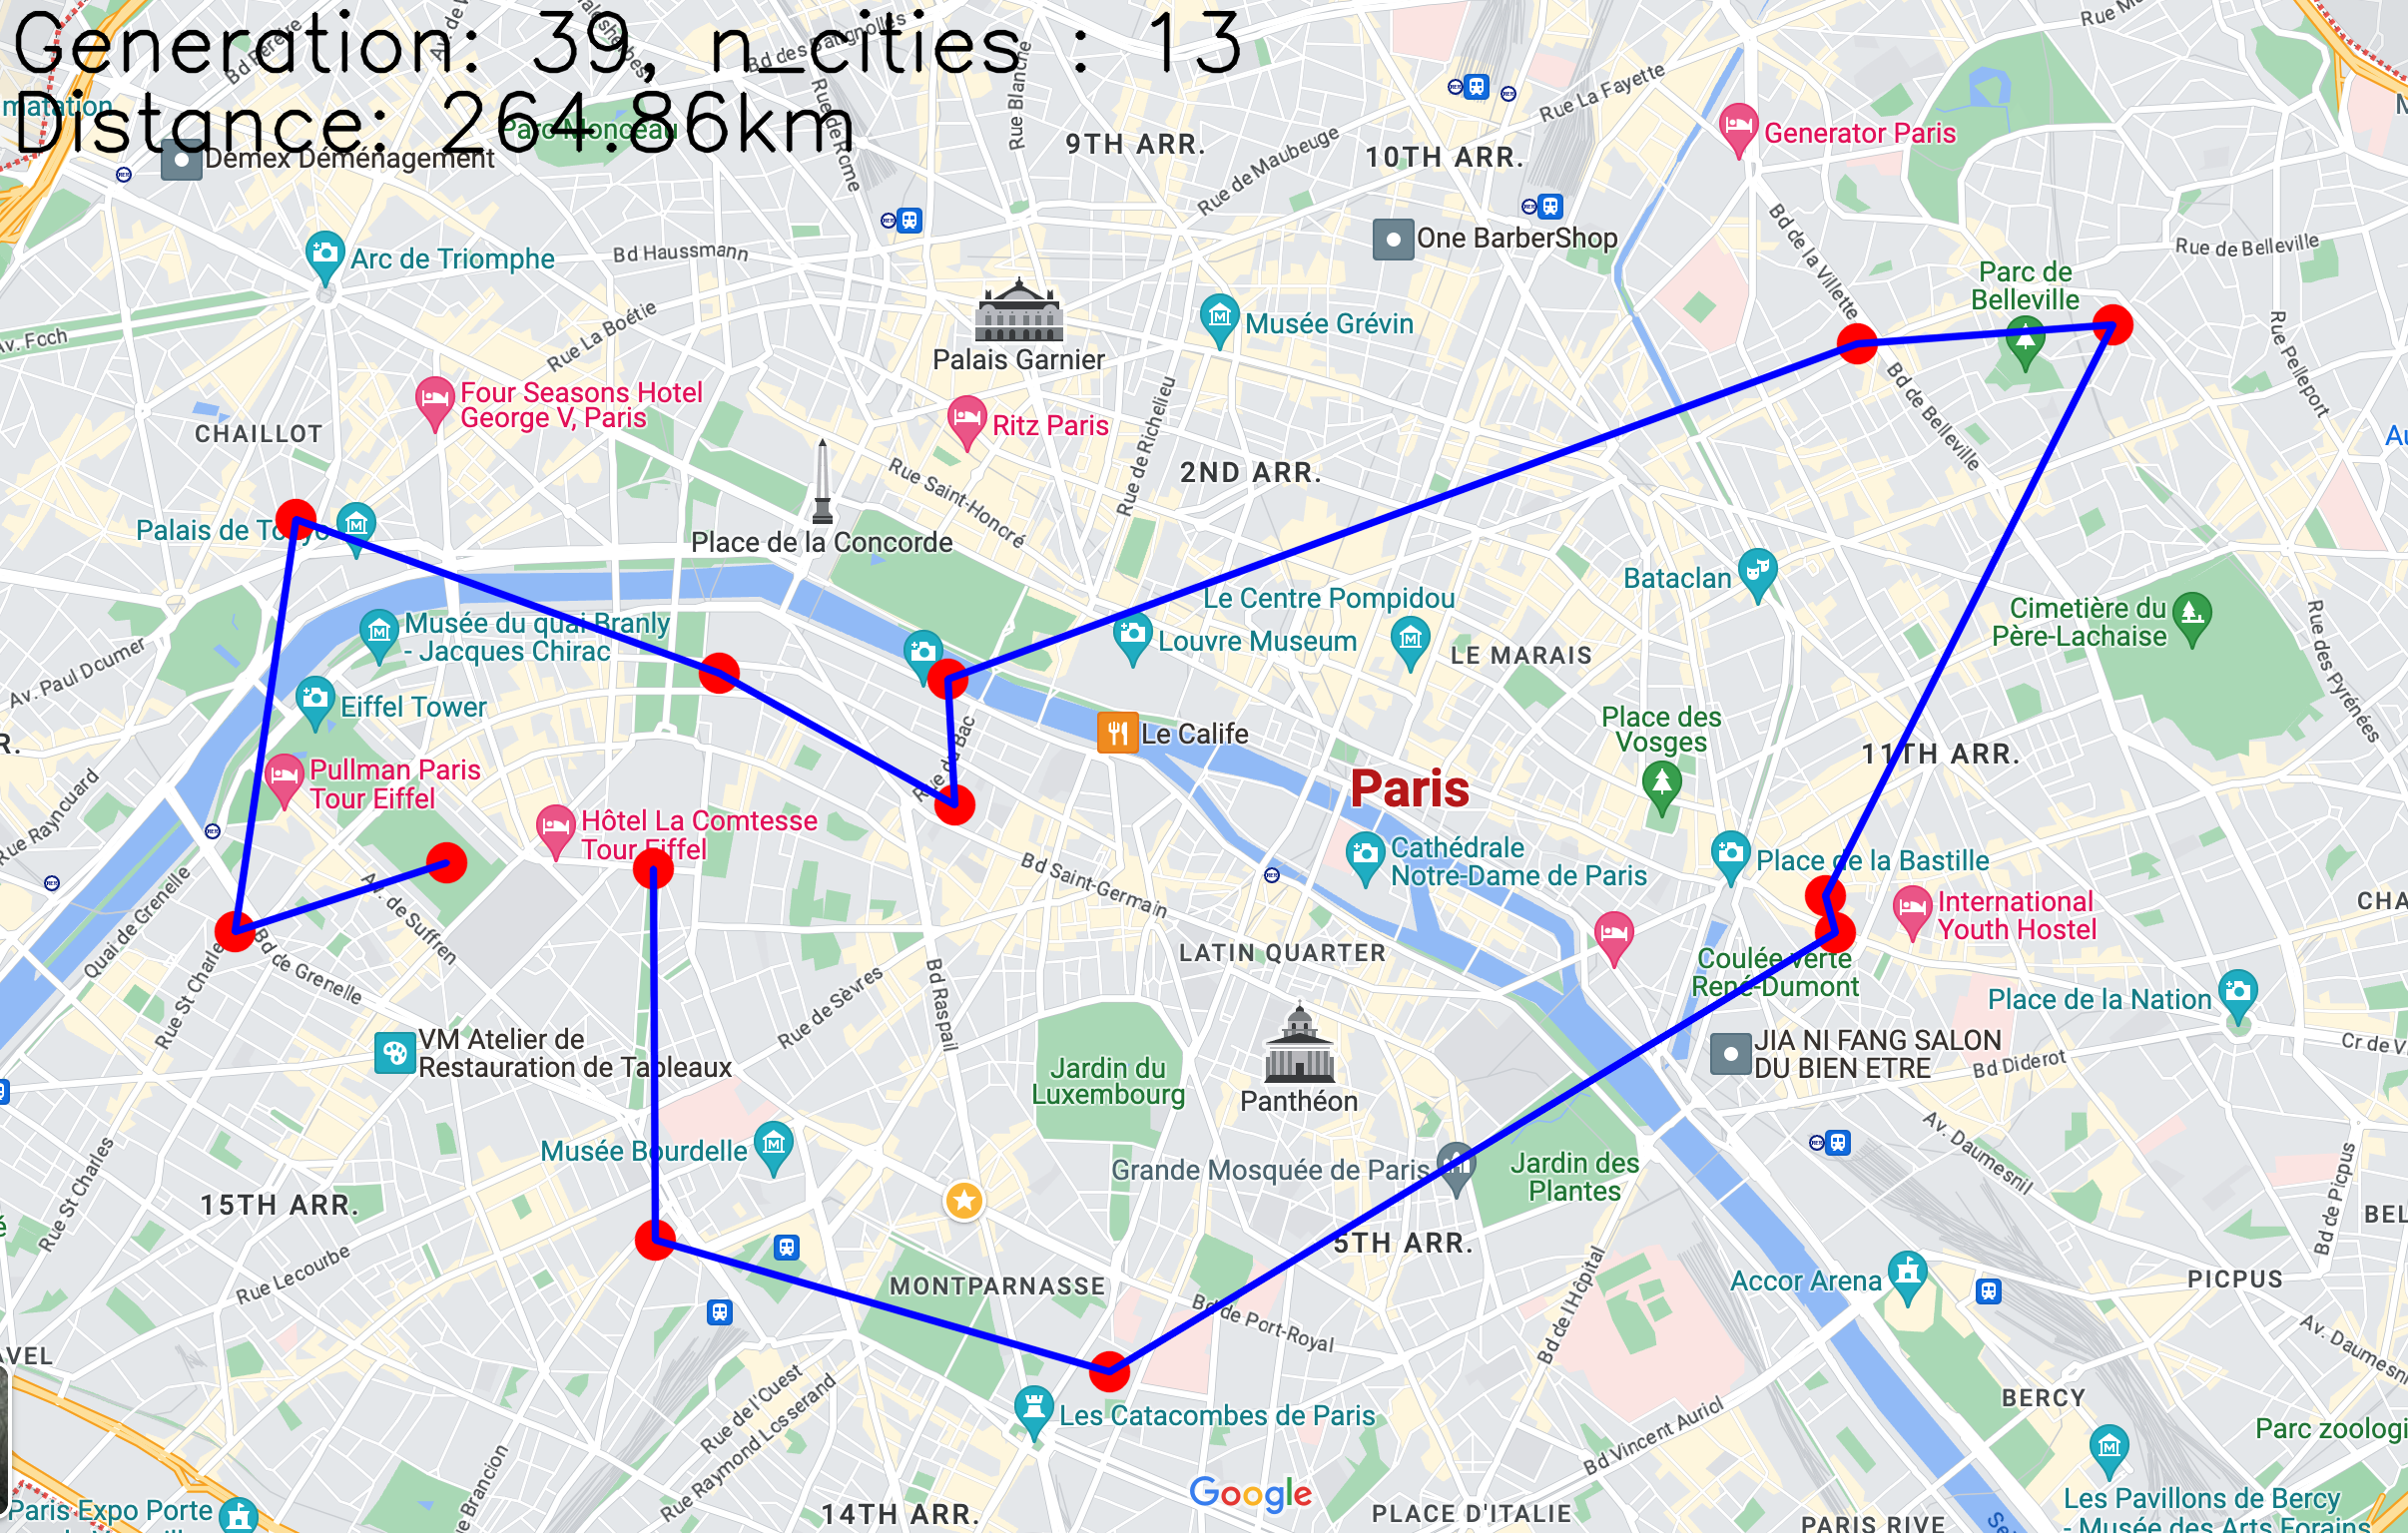 Generation: 39, n_cities : 13
Distance: 264.86km
Bd Pereire
Bd des Batignolles
Rue Blanche
Rue de Rome
Parc Monceau
matation
Demex Déménagement
9TH ARR.
10TH ARR.
Rue La Fayette
Rue de Maubeuge
Generator Paris
One BarberShop
Bd de la Villette
Rue de Belleville
Parc de
Belleville
Arc de Triomphe
Bd Haussmann
Rue La Boétie
Av. Foch
Musée Grévin
Palais Garnier
Rue Pelleport
Four Seasons Hotel
George V, Paris
CHAILLOT
Ritz Paris
Rue de Richelieu
Bd de Belleville
2ND ARR.
Rue Saint-Honoré
Palais de To
Place de la Concorde
Bataclan
Le Centre Pompidou
Cimetière du
Père-Lachaise
Musée du quai Branly
- Jacques Chirac
Louvre Museum
LE MARAIS
Av. Paul Doumer
Rue des Pyrénées
Eiffel Tower
Place des
Vosges
Le Calife
R.
11TH ARR.
Rue du Bac
Pullman Paris
Tour Eiffel
Paris
Rue Raynouard
Hôtel La Comtesse
Tour Eiffel
Cathédrale
Notre-Dame de Paris
Place de la Bastille
Bd Saint-Germain
Av. de Suffren
Quai de Grenelle
International
Youth Hostel
CHA
LATIN QUARTER
Bd de Grenelle
Rue St Charle
Coulée verte
René-Dumont
Rue de Sèvres
Bd Raspail
Place de la Nation
VM Atelier de
Restauration de Tableaux
JIA NI FANG SALON
DU BIEN ETRE
Bd Diderot
Cr de V
Jardin du
Luxembourg
Panthéon
Musée Bourdelle
Grande Mosquée de Paris
Jardin des
Plantes
Av. Daumesnil
Bd de Picpus
15TH ARR.
Rue St Charles
BEL
5TH ARR.
Rue Lecourbe
MONTPARNASSE
Accor Arena
PICPUS
Bd de Port-Royal
Bd de l'Hôpital
Av. Daumesn
AVEL
Rue de l'Ouest
Rue Raymond Losserand
BERCY
Les Catacombes de Paris
Bd Vincent Auriol
Parc zoologi
Google
Paris Expo Porte
e Brancion
14TH ARR.
PLACE D'ITALIE
PARIS RIVE
Les Pavillons de Bercy
- Musée des Arts Forains